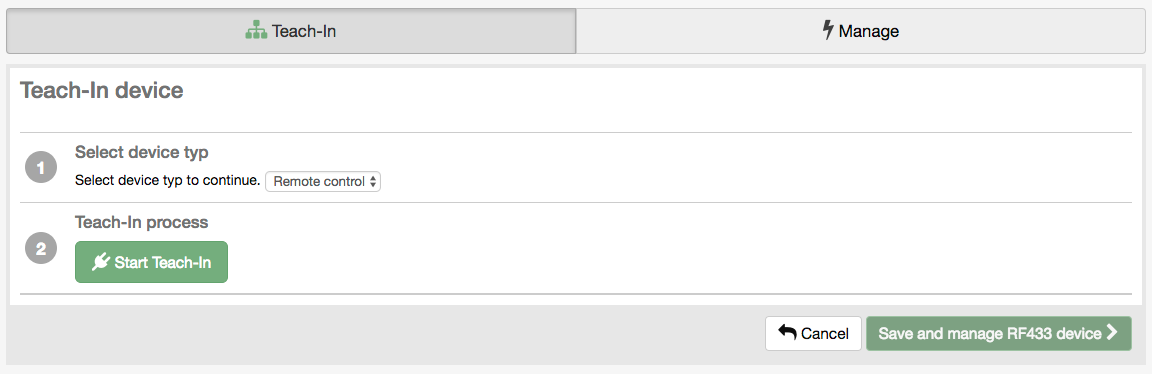 Teach-In
Manage
Teach-In device
1
Select device typ
Select device typ to continue. Remote control
2
Teach-In process
Start Teach-In
Cancel
Save and manage RF433 device